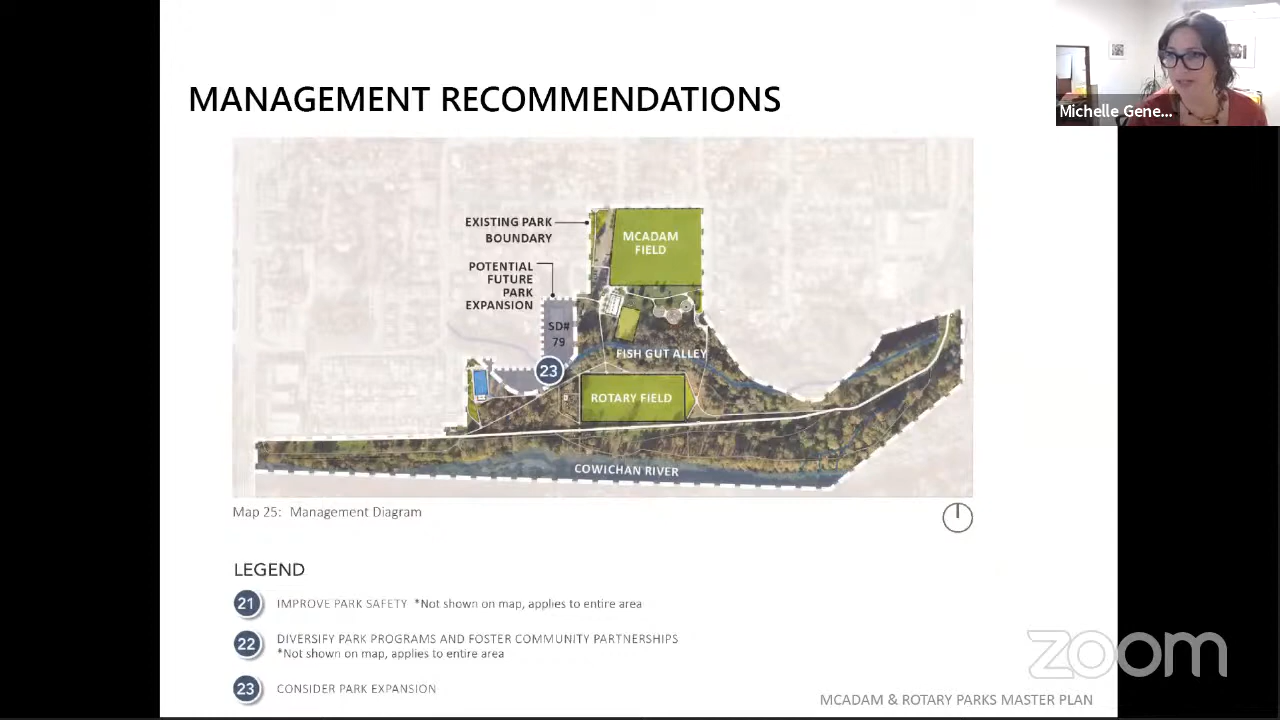 MANAGEMENT RECOMMENDATIONS
Michelle Gene...
EXISTING PARK
BOUNDARY
MCADAM
FIELD
POTENTIAL
FUTURE
PARK
EXPANSION
SD#
79
FISH GUT ALLEY
23
ROTARY FIELD
COWICHAN RIVER
Map 25: Management Diagram
LEGEND
21 IMPROVE PARK SAFETY *Not shown on map, applies to entire area
22 DIVERSIFY PARK PROGRAMS AND FOSTER COMMUNITY PARTNERSHIPS
*Not shown on map, applies to entire area
23 CONSIDER PARK EXPANSION
zoom
MCADAM & ROTARY PARKS MASTER PLAN